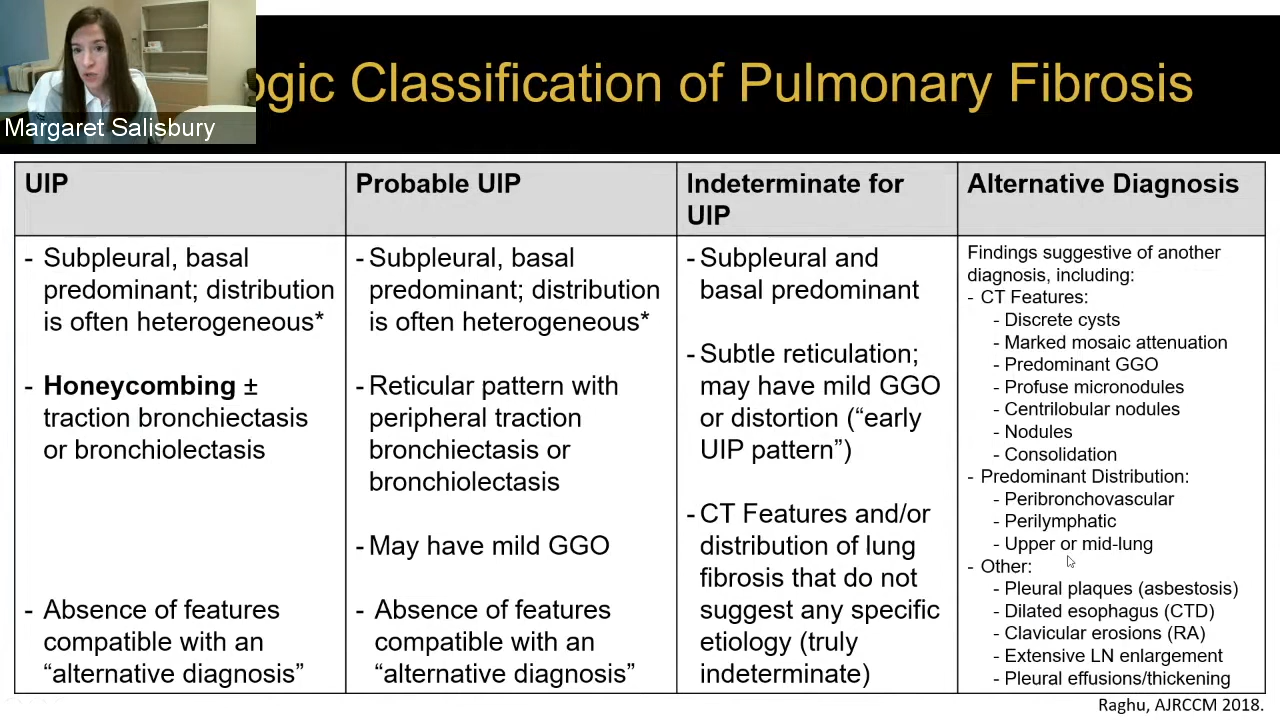 Margaret Salisbury
ogic Classification of Pulmonary Fibrosis
UIP
- Subpleural, basal
predominant; distribution
is often heterogeneous*
- Honeycombing ±
traction bronchiectasis
or bronchiolectasis
- Absence of features
compatible with an
“alternative diagnosis”
Probable UIP
- Subpleural, basal
predominant; distribution
is often heterogeneous*
- Reticular pattern with
peripheral traction
bronchiectasis or
bronchiolectasis
- May have mild GGO
- Absence of features
compatible with an
“alternative diagnosis”
Indeterminate for
UIP
- Subpleural and
basal predominant
- Subtle reticulation;
may have mild GGO
or distortion (“early
UIP pattern”)
- CT Features and/or
distribution of lung
fibrosis that do not
suggest any specific
etiology (truly
indeterminate)
Alternative Diagnosis
Findings suggestive of another
diagnosis, including:
- CT Features:
- Discrete cysts
- Marked mosaic attenuation
- Predominant GGO
- Profuse micronodules
- Centrilobular nodules
- Nodules
- Consolidation
- Predominant Distribution:
- Peribronchovascular
- Perilymphatic
- Upper or mid-lung
- Other:
- Pleural plaques (asbestosis)
- Dilated esophagus (CTD)
- Clavicular erosions (RA)
- Extensive LN enlargement
- Pleural effusions/thickening
Raghu, AJRCCM 2018.